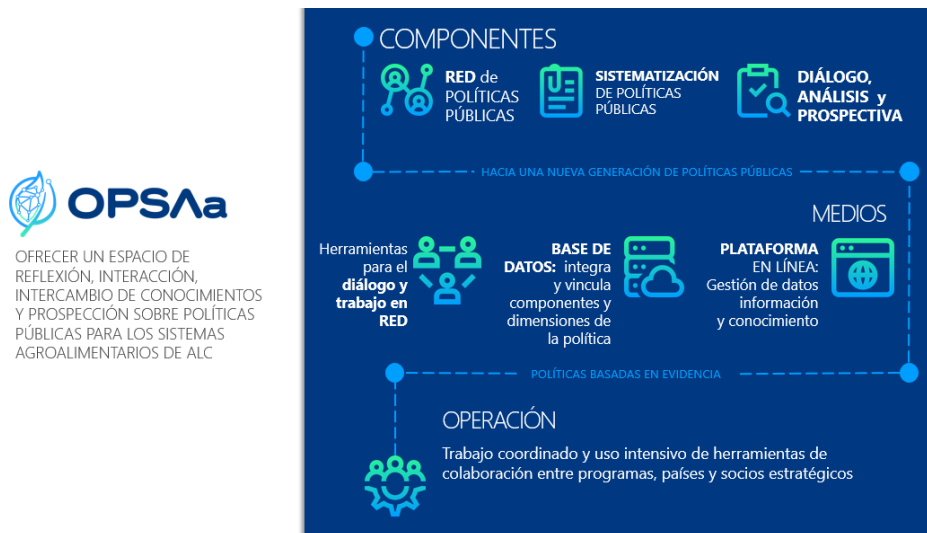 OPSAa
OFRECER UN ESPACIO DE
REFLEXIÓN, INTERACCIÓN,
INTERCAMBIO DE CONOCIMIENTOS
Y PROSPECCIÓN SOBRE POLÍTICAS
PÚBLICAS PARA LOS SISTEMAS
AGROALIMENTARIOS DE ALC
COMPONENTES
RED de
POLÍTICAS
PÚBLICAS
SISTEMATIZACIÓN
DE POLÍTICAS
PÚBLICAS
DIÁLOGO,
ANÁLISIS y
PROSPECTIVA
HACIA UNA NUEVA GENERACIÓN DE POLÍTICAS PÚBLICAS
MEDIOS
Herramientas
para el
diálogo y
trabajo en
RED
BASE DE
DATOS: integra
y vincula
componentes y
dimensiones de
la política
PLATAFORMA
EN LÍNEA:
Gestión de datos
información
y conocimiento
POLÍTICAS BASADAS EN EVIDENCIA
OPERACIÓN
Trabajo coordinado y uso intensivo de herramientas de
colaboración entre programas, países y socios estratégicos